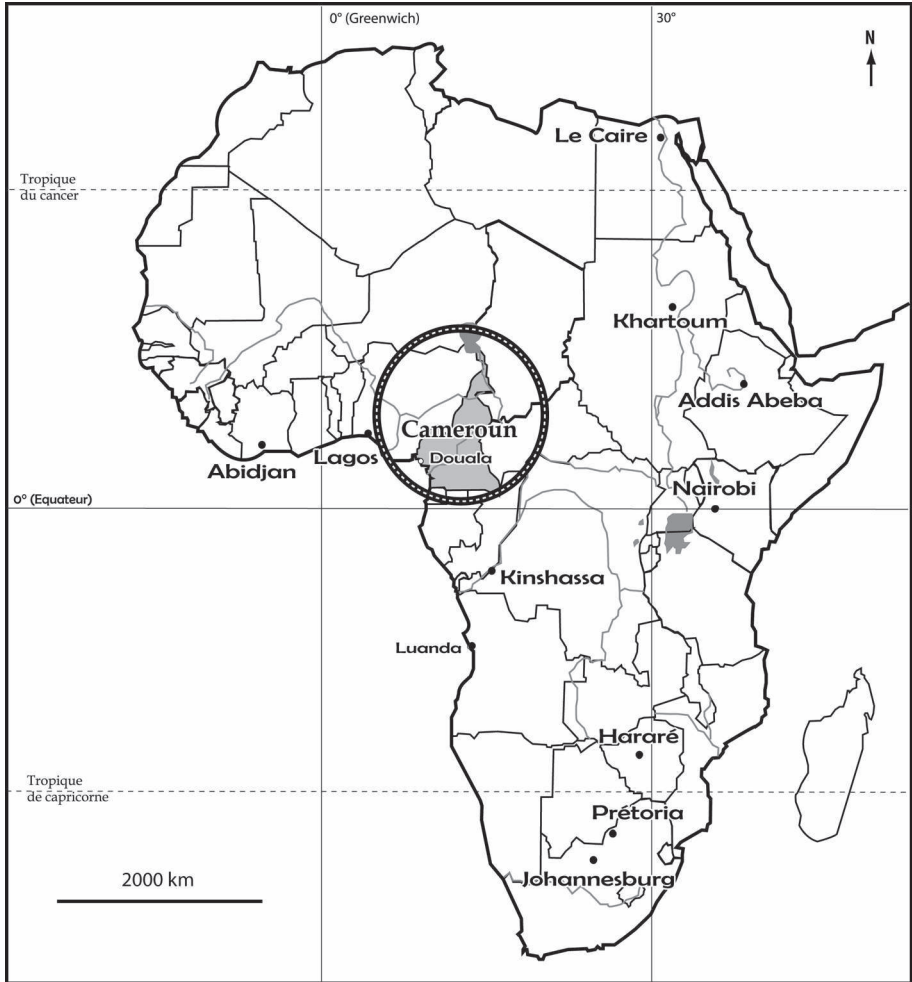 0° (Greenwich)
30°
N
Le Caire
Tropique
du cancer
Khartoum
Addis Abeba
Cameroun
Douala
Abidjan
Lagos
Nairobi
0° (Equateur)
Kinshassa
Luanda
Hararé
Tropique
de capricorne
Prétoria
Johannesburg
2000 km